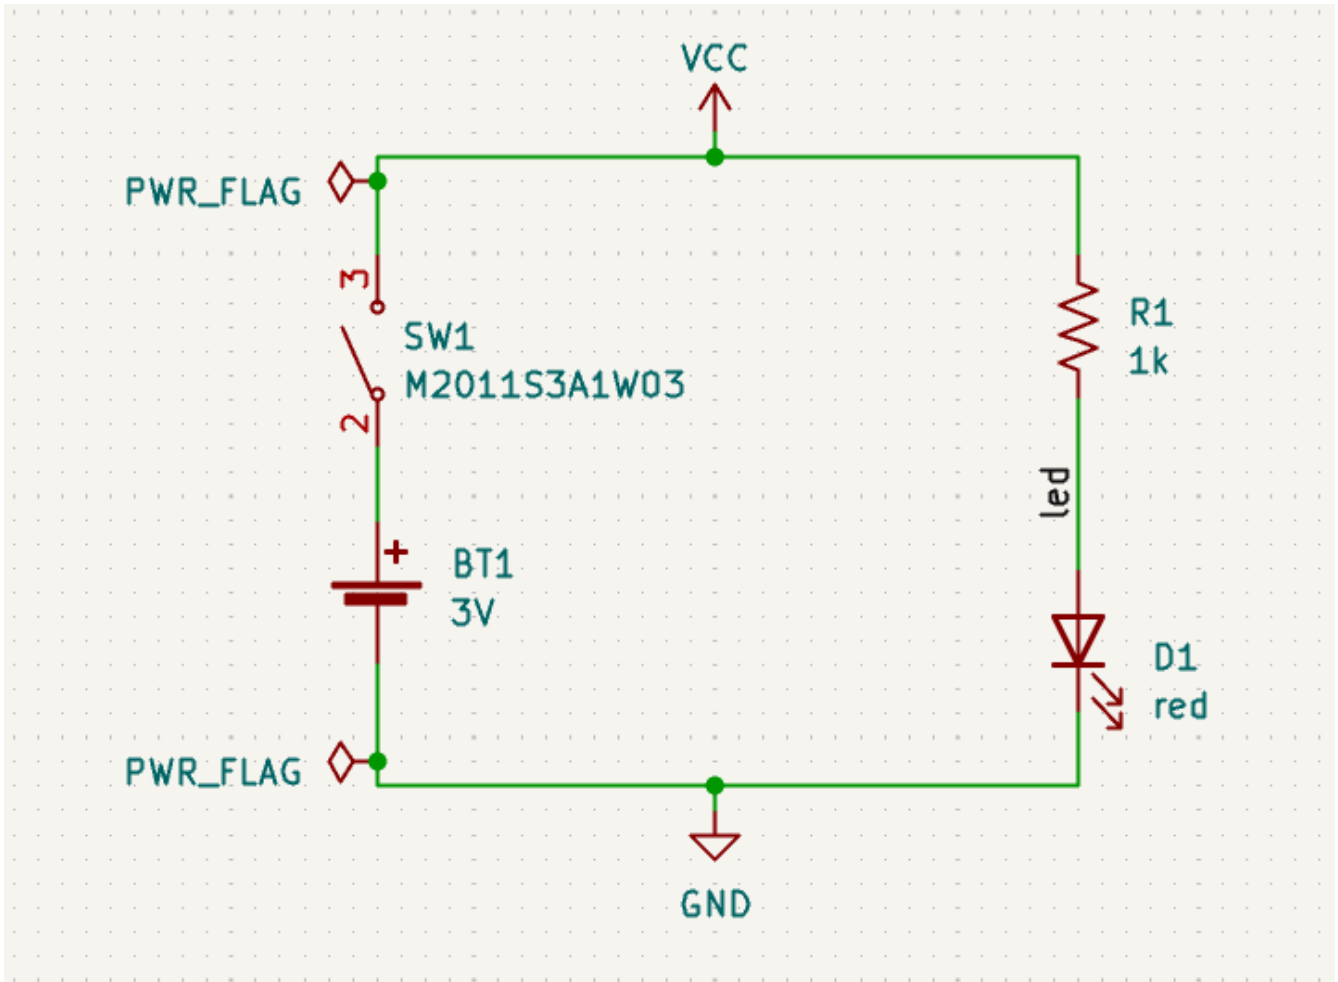 VCC
PWR_FLAG
3
SW1
M2011S3A1W03
2
R1
1k
led
+
BT1
3V
D1
red
PWR_FLAG
GND